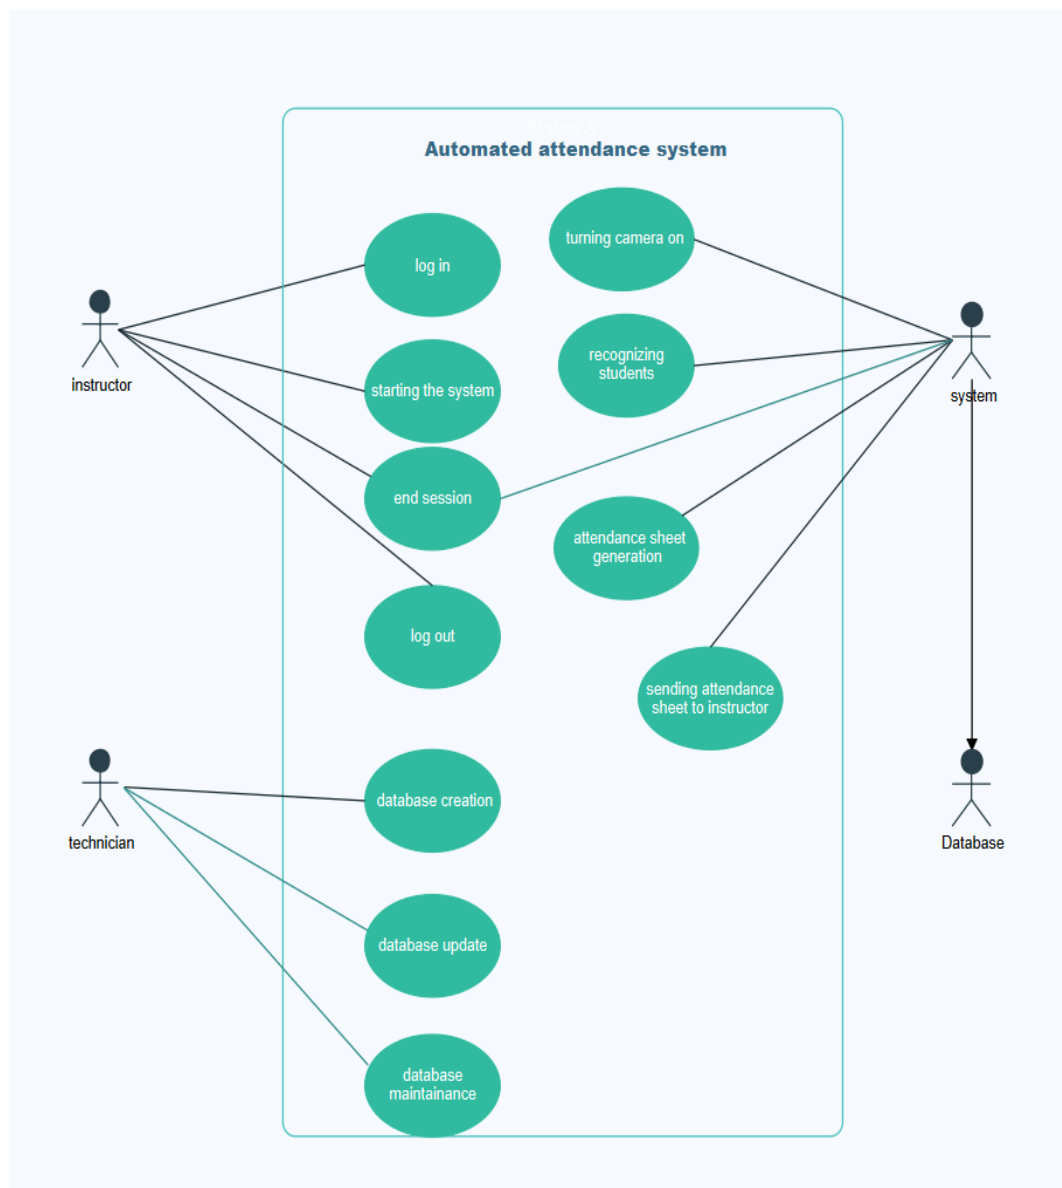 System A
Automated attendance system
turning camera on
log in
recognizing
students
instructor
starting the system
system
end session
attendance sheet
generation
log out
sending attendance
sheet to instructor
database creation
technician
Database
database update
database
maintainance